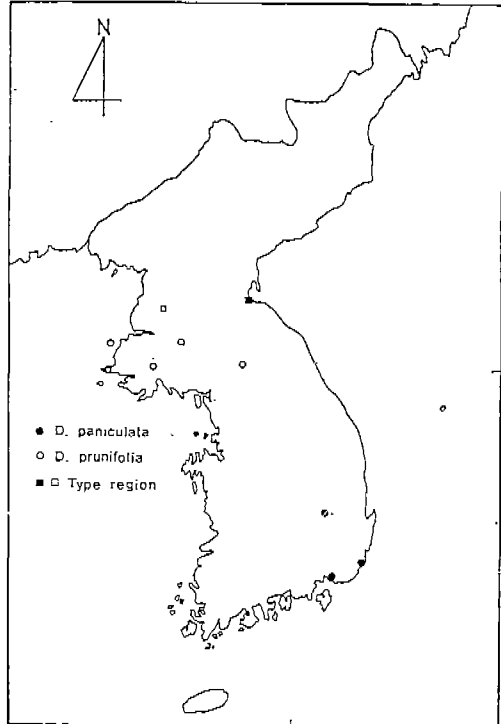 N
● D. paniculata
○ D. prunifolia
■ □ Type region